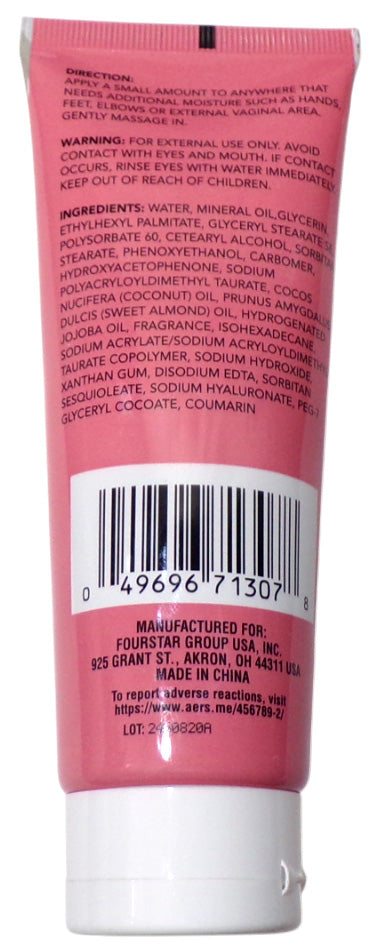 DIRECTION:
APPLY A SMALL AMOUNT TO ANYWHERE THAT
NEEDS ADDITIONAL MOISTURE SUCH AS HANDS,
FEET, ELBOWS OR EXTERNAL VAGINAL AREA.
GENTLY MASSAGE IN.
WARNING: FOR EXTERNAL USE ONLY. AVOID
CONTACT WITH EYES AND MOUTH. IF CONTACT
OCCURS, RINSE EYES WITH WATER IMMEDIATELY.
KEEP OUT OF REACH OF CHILDREN.
INGREDIENTS: WATER, MINERAL OIL, GLYCERIN,
ETHYLHEXYL PALMITATE, GLYCERYL STEARATE
POLYSORBATE 60, CETEARYL ALCOHOL, SORBITAN
STEARATE, PHENOXYETHANOL, CARBOMER,
HYDROXYACETOPHENONE, SODIUM
POLYACRYLOYLDIMETHYL TAURATE, COCOS
NUCIFERA (COCONUT) OIL, PRUNUS AMYGDALUS
DULCIS (SWEET ALMOND) OIL, HYDROGENATED
JOJOBA OIL, FRAGRANCE, ISOHEXADECANE,
SODIUM ACRYLATE/SODIUM ACRYLOYLDIMETHYL
TAURATE COPOLYMER, SODIUM HYDROXIDE,
XANTHAN GUM, DISODIUM EDTA, SORBITAN
SESQUIOLEATE, SODIUM HYALURONATE, PEG-7
GLYCERYL COCOATE, COUMARIN
0 49696 71307 8
MANUFACTURED FOR:
FOURSTAR GROUP USA, INC.
925 GRANT ST., AKRON, OH 44311 USA
MADE IN CHINA
To report adverse reactions, visit
https://www.aers.me/456789-2/
LOT: